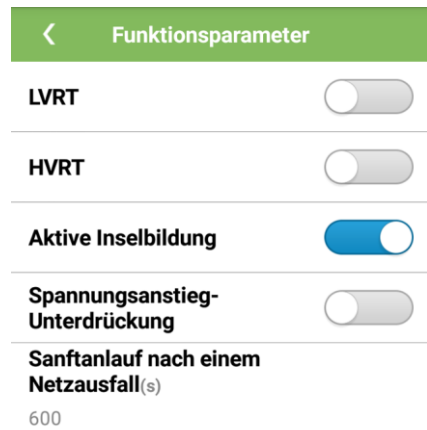 Funktionsparameter
LVRT
HVRT
Aktive Inselbildung
Spannungsanstieg-
Unterdrückung
Sanftanlauf nach einem
Netzausfall(s)
600